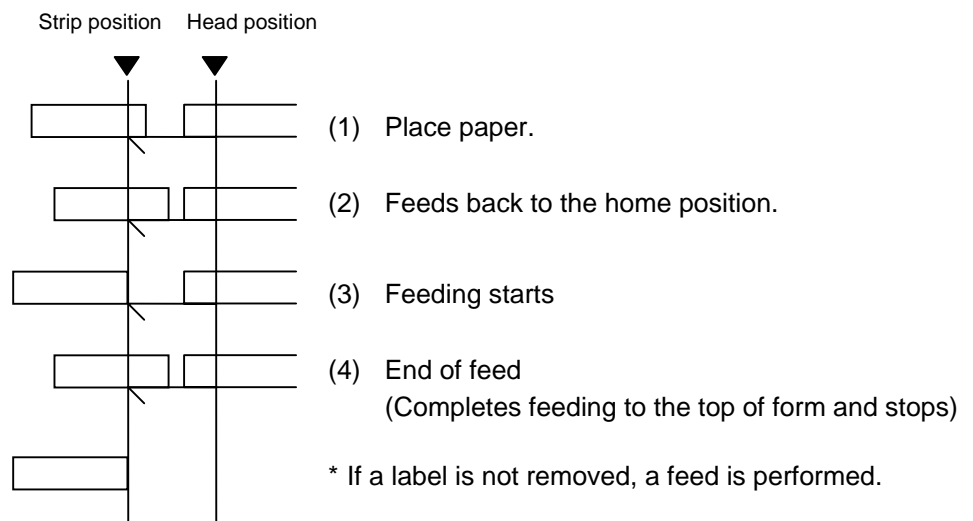 Strip position Head position
(1) Place paper.
(2) Feeds back to the home position.
(3) Feeding starts
(4) End of feed
(Completes feeding to the top of form and stops)
* If a label is not removed, a feed is performed.